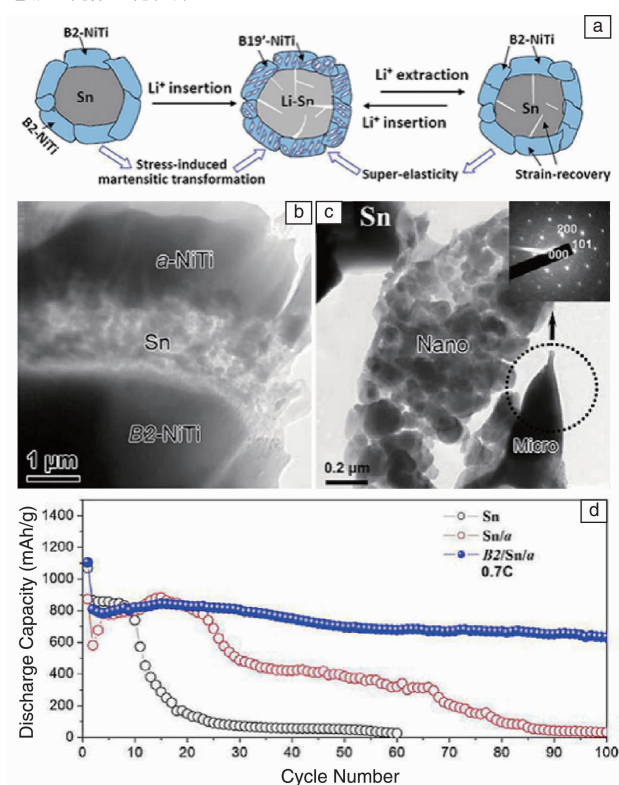 a
B2-NiTi
B19′-NiTi
B2-NiTi
Li⁺ insertion
Li⁺ extraction
Sn
Li-Sn
Sn
Li⁺ insertion
B2-NiTi
Stress-induced
martensitic transformation
Super-elasticity
Strain-recovery
b
a-NiTi
Sn
B2-NiTi
1 μm
c
Sn
200
101
000
Nano
Micro
0.2 μm
d
Discharge Capacity (mAh/g)
1400
1200
1000
800
600
400
200
0
Sn
Sn/a
B2/Sn/a
0.7C
0 10 20 30 40 50 60 70 80 90 100
Cycle Number